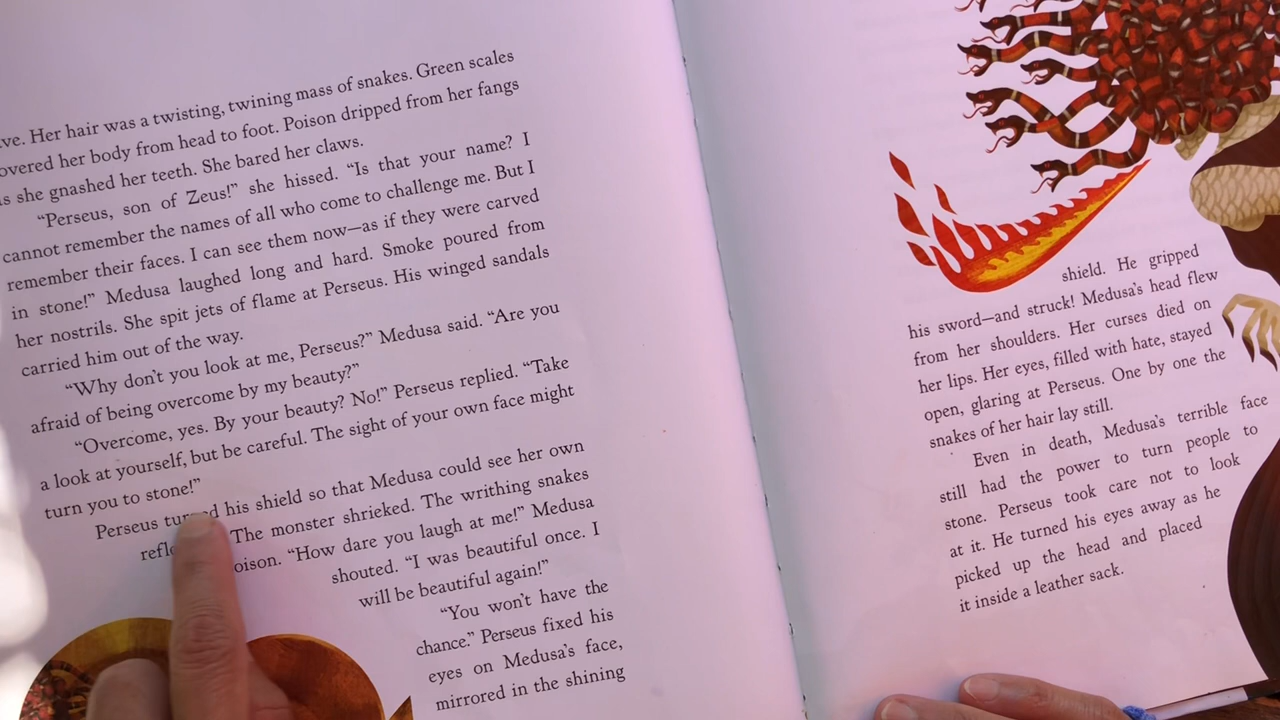 ve. Her hair was a twisting, twining mass of snakes. Green scales
overed her body from head to foot. Poison dripped from her fangs
s she gnashed her teeth. She bared her claws.
“Perseus, son of Zeus!” she hissed. “Is that your name? I
cannot remember the names of all who come to challenge me. But I
remember their faces. I can see them now—as if they were carved
in stone!” Medusa laughed long and hard. Smoke poured from
her nostrils. She spit jets of flame at Perseus. His winged sandals
carried him out of the way.
“Why don’t you look at me, Perseus?” Medusa said. “Are you
afraid of being overcome by my beauty?”
“Overcome, yes. By your beauty? No!” Perseus replied. “Take
a look at yourself, but be careful. The sight of your own face might
turn you to stone!”
Perseus turned his shield so that Medusa could see her own
refle The monster shrieked. The writhing snakes
oison. “How dare you laugh at me!” Medusa
shouted. “I was beautiful once. I
will be beautiful again!”
“You won’t have the
chance.” Perseus fixed his
eyes on Medusa’s face,
mirrored in the shining
shield. He gripped
his sword—and struck! Medusa’s head flew
from her shoulders. Her curses died on
her lips. Her eyes, filled with hate, stayed
open, glaring at Perseus. One by one the
snakes of her hair lay still.
Even in death, Medusa’s terrible face
still had the power to turn people to
stone. Perseus took care not to look
at it. He turned his eyes away as he
picked up the head and placed
it inside a leather sack.